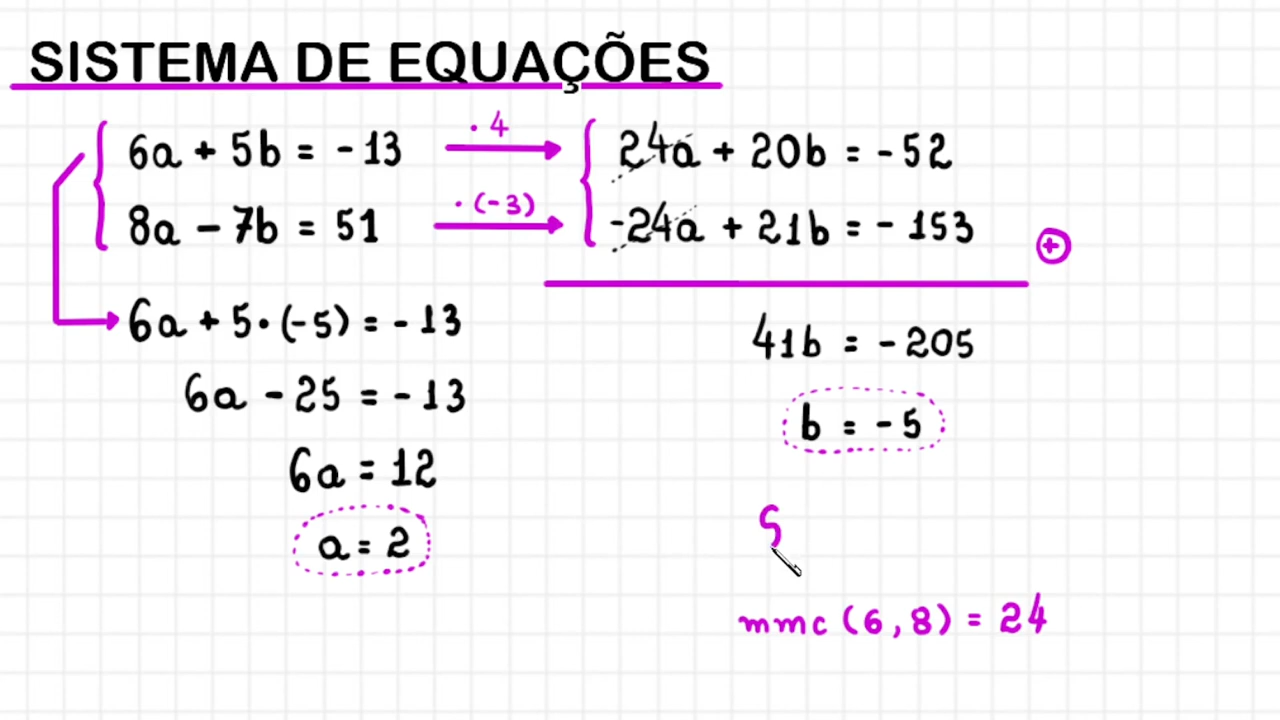 SISTEMA DE EQUAÇÕES
6a + 5b = -13
· 4
24a + 20b = -52
8a - 7b = 51
· (-3)
-24a + 21b = -153
+
6a + 5·(-5) = -13
41b = -205
6a - 25 = -13
b = -5
6a = 12
a = 2
S
mmc (6,8) = 24